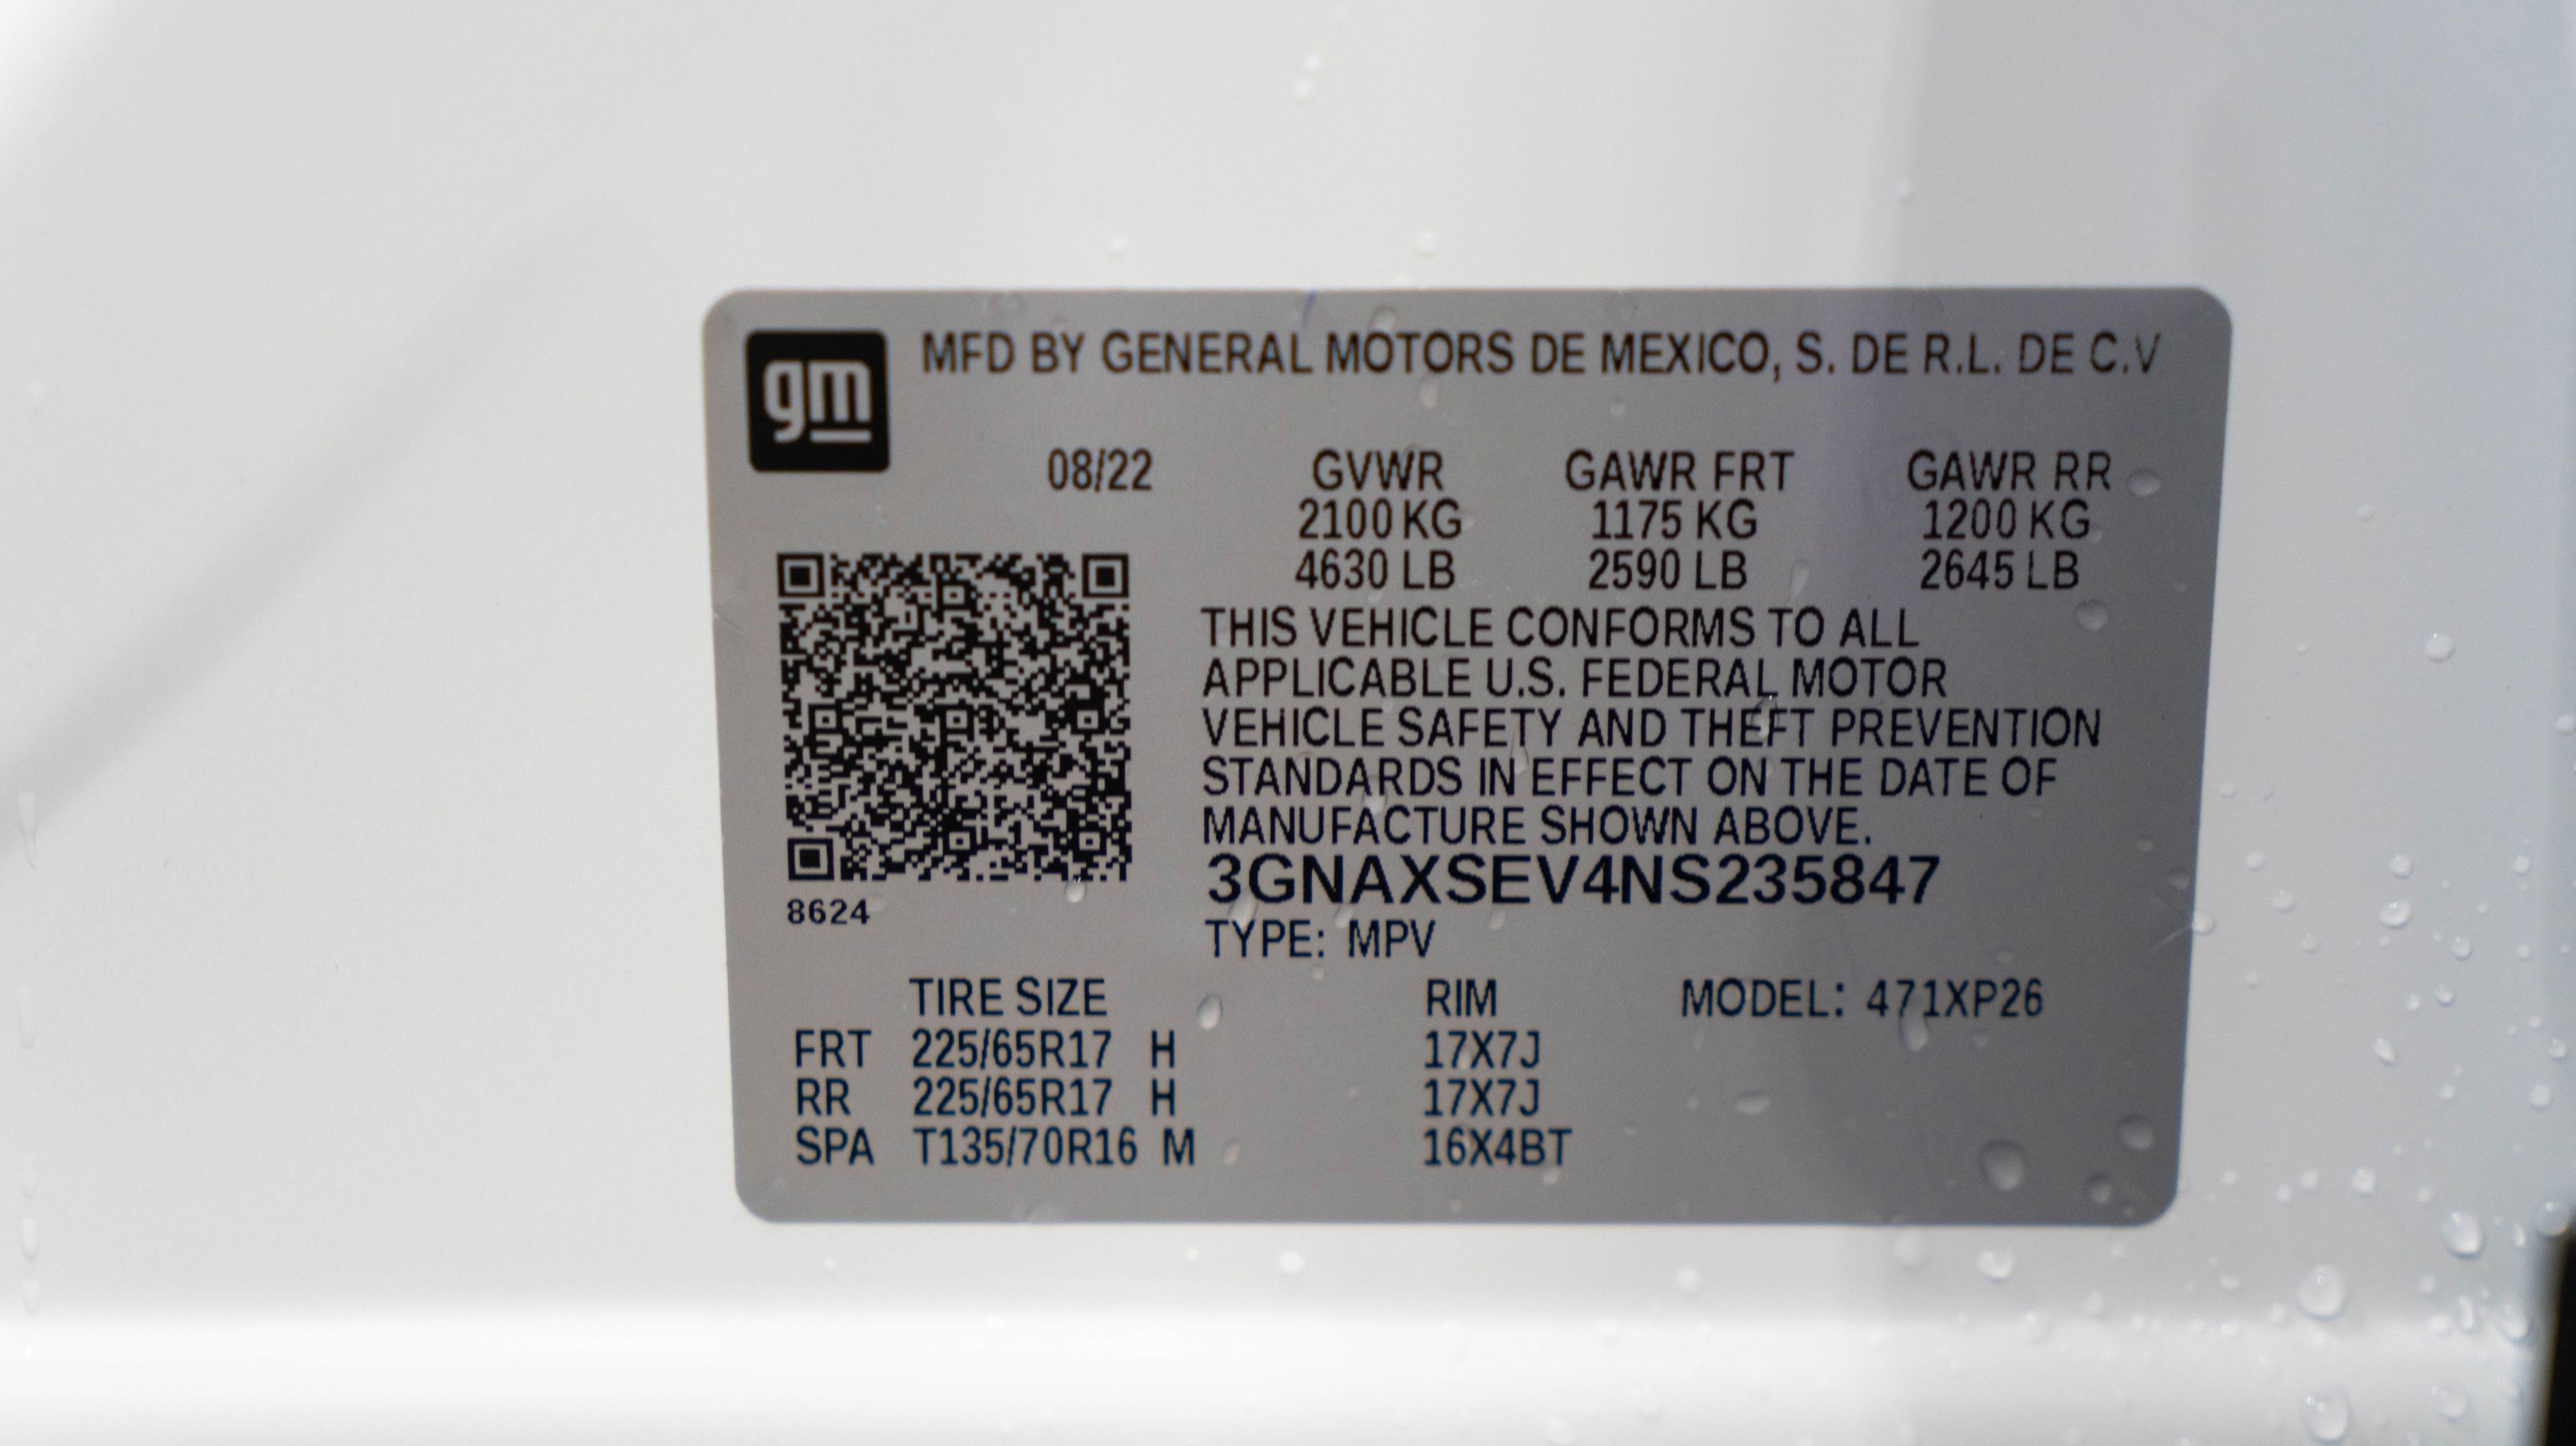 gm MFD BY GENERAL MOTORS DE MEXICO, S. DE R.L. DE C.V
08/22 GVWR GAWR FRT GAWR RR
2100 KG 1175 KG 1200 KG
4630 LB 2590 LB 2645 LB
THIS VEHICLE CONFORMS TO ALL
APPLICABLE U.S. FEDERAL MOTOR
VEHICLE SAFETY AND THEFT PREVENTION
STANDARDS IN EFFECT ON THE DATE OF
MANUFACTURE SHOWN ABOVE.
3GNAXSEV4NS235847
8624
TYPE: MPV
TIRE SIZE RIM MODEL: 471XP26
FRT 225/65R17 H 17X7J
RR 225/65R17 H 17X7J
SPA T135/70R16 M 16X4BT